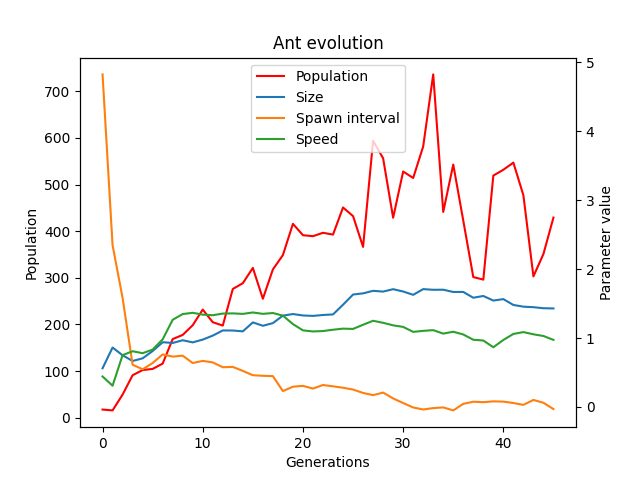 Ant evolution
Population
Size
Spawn interval
Speed
700
600
500
400
300
200
100
0
Population
5
4
3
2
1
0
Parameter value
0 10 20 30 40
Generations